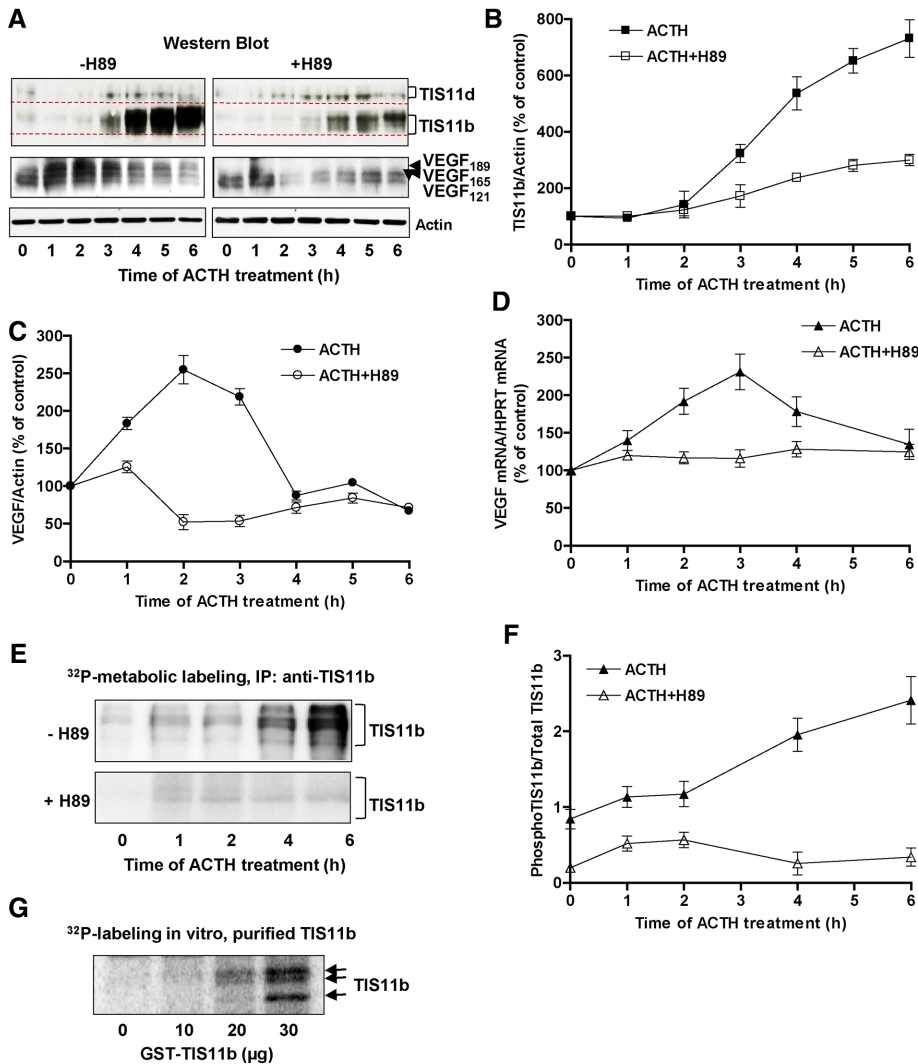 A
Western Blot
-H89
+H89
TIS11d
TIS11b
VEGF189
VEGF165
VEGF121
Actin
0 1 2 3 4 5 6
0 1 2 3 4 5 6
Time of ACTH treatment (h)
B
TIS11b/Actin (% of control)
800
600
400
200
0
ACTH
ACTH+H89
0 1 2 3 4 5 6
Time of ACTH treatment (h)
C
VEGF/Actin (% of control)
300
250
200
150
100
50
0
ACTH
ACTH+H89
0 1 2 3 4 5 6
Time of ACTH treatment (h)
D
VEGF mRNA/HPRT mRNA
(% of control)
300
250
200
150
100
50
0
ACTH
ACTH+H89
0 1 2 3 4 5 6
Time of ACTH treatment (h)
E
32P-metabolic labeling, IP: anti-TIS11b
- H89
TIS11b
+ H89
TIS11b
0 1 2 4 6
Time of ACTH treatment (h)
F
PhosphoTIS11b/Total TIS11b
3
2
1
0
ACTH
ACTH+H89
0 1 2 3 4 5 6
Time of ACTH treatment (h)
G
32P-labeling in vitro, purified TIS11b
TIS11b
0 10 20 30
GST-TIS11b (µg)